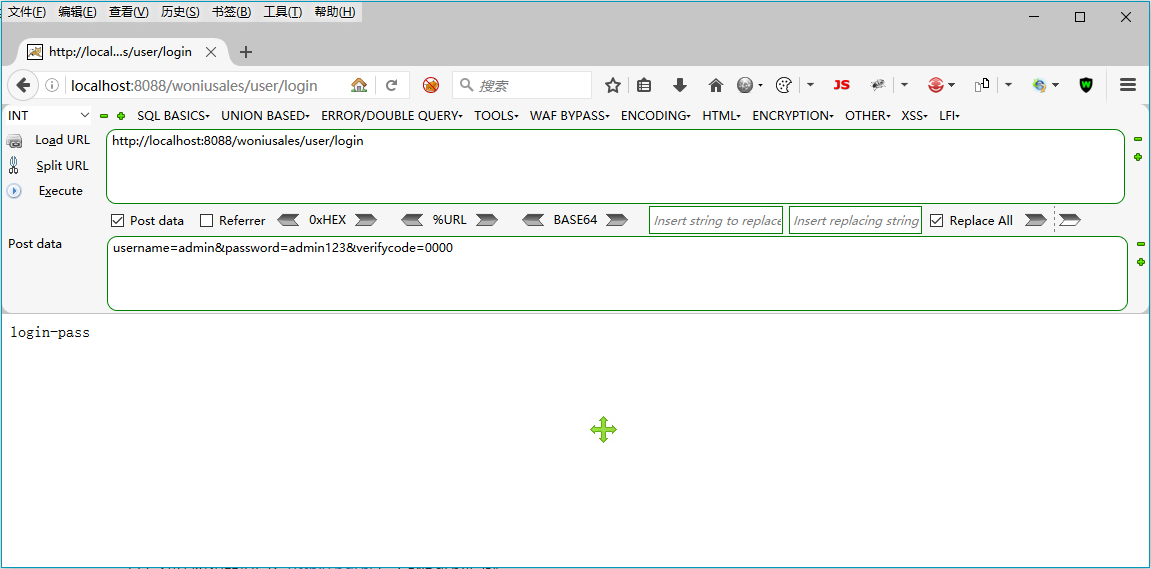 文件(F) 编辑(E) 查看(V) 历史(S) 书签(B) 工具(T) 帮助(H)
http://local...s/user/login
localhost:8088/woniusales/user/login 搜索 JS
INT SQL BASICS UNION BASED ERROR/DOUBLE QUERY TOOLS WAF BYPASS ENCODING HTML ENCRYPTION OTHER XSS LFI
Load URL http://localhost:8088/woniusales/user/login
Split URL
Execute
Post data Referrer 0xHEX %URL BASE64 Insert string to replace Insert replacing string Replace All
Post data username=admin&password=admin123&verifycode=0000
login-pass